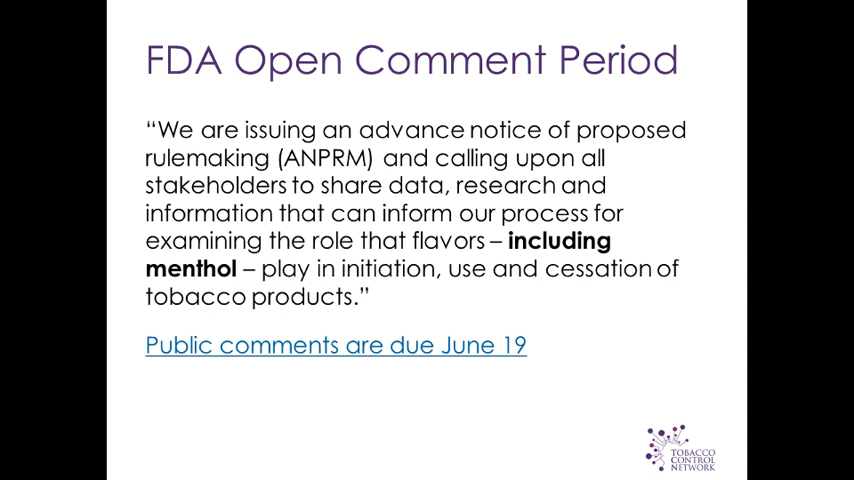 FDA Open Comment Period
“We are issuing an advance notice of proposed
rulemaking (ANPRM) and calling upon all
stakeholders to share data, research and
information that can inform our process for
examining the role that flavors – including
menthol – play in initiation, use and cessation of
tobacco products.”
Public comments are due June 19
TOBACCO
CONTROL
NETWORK